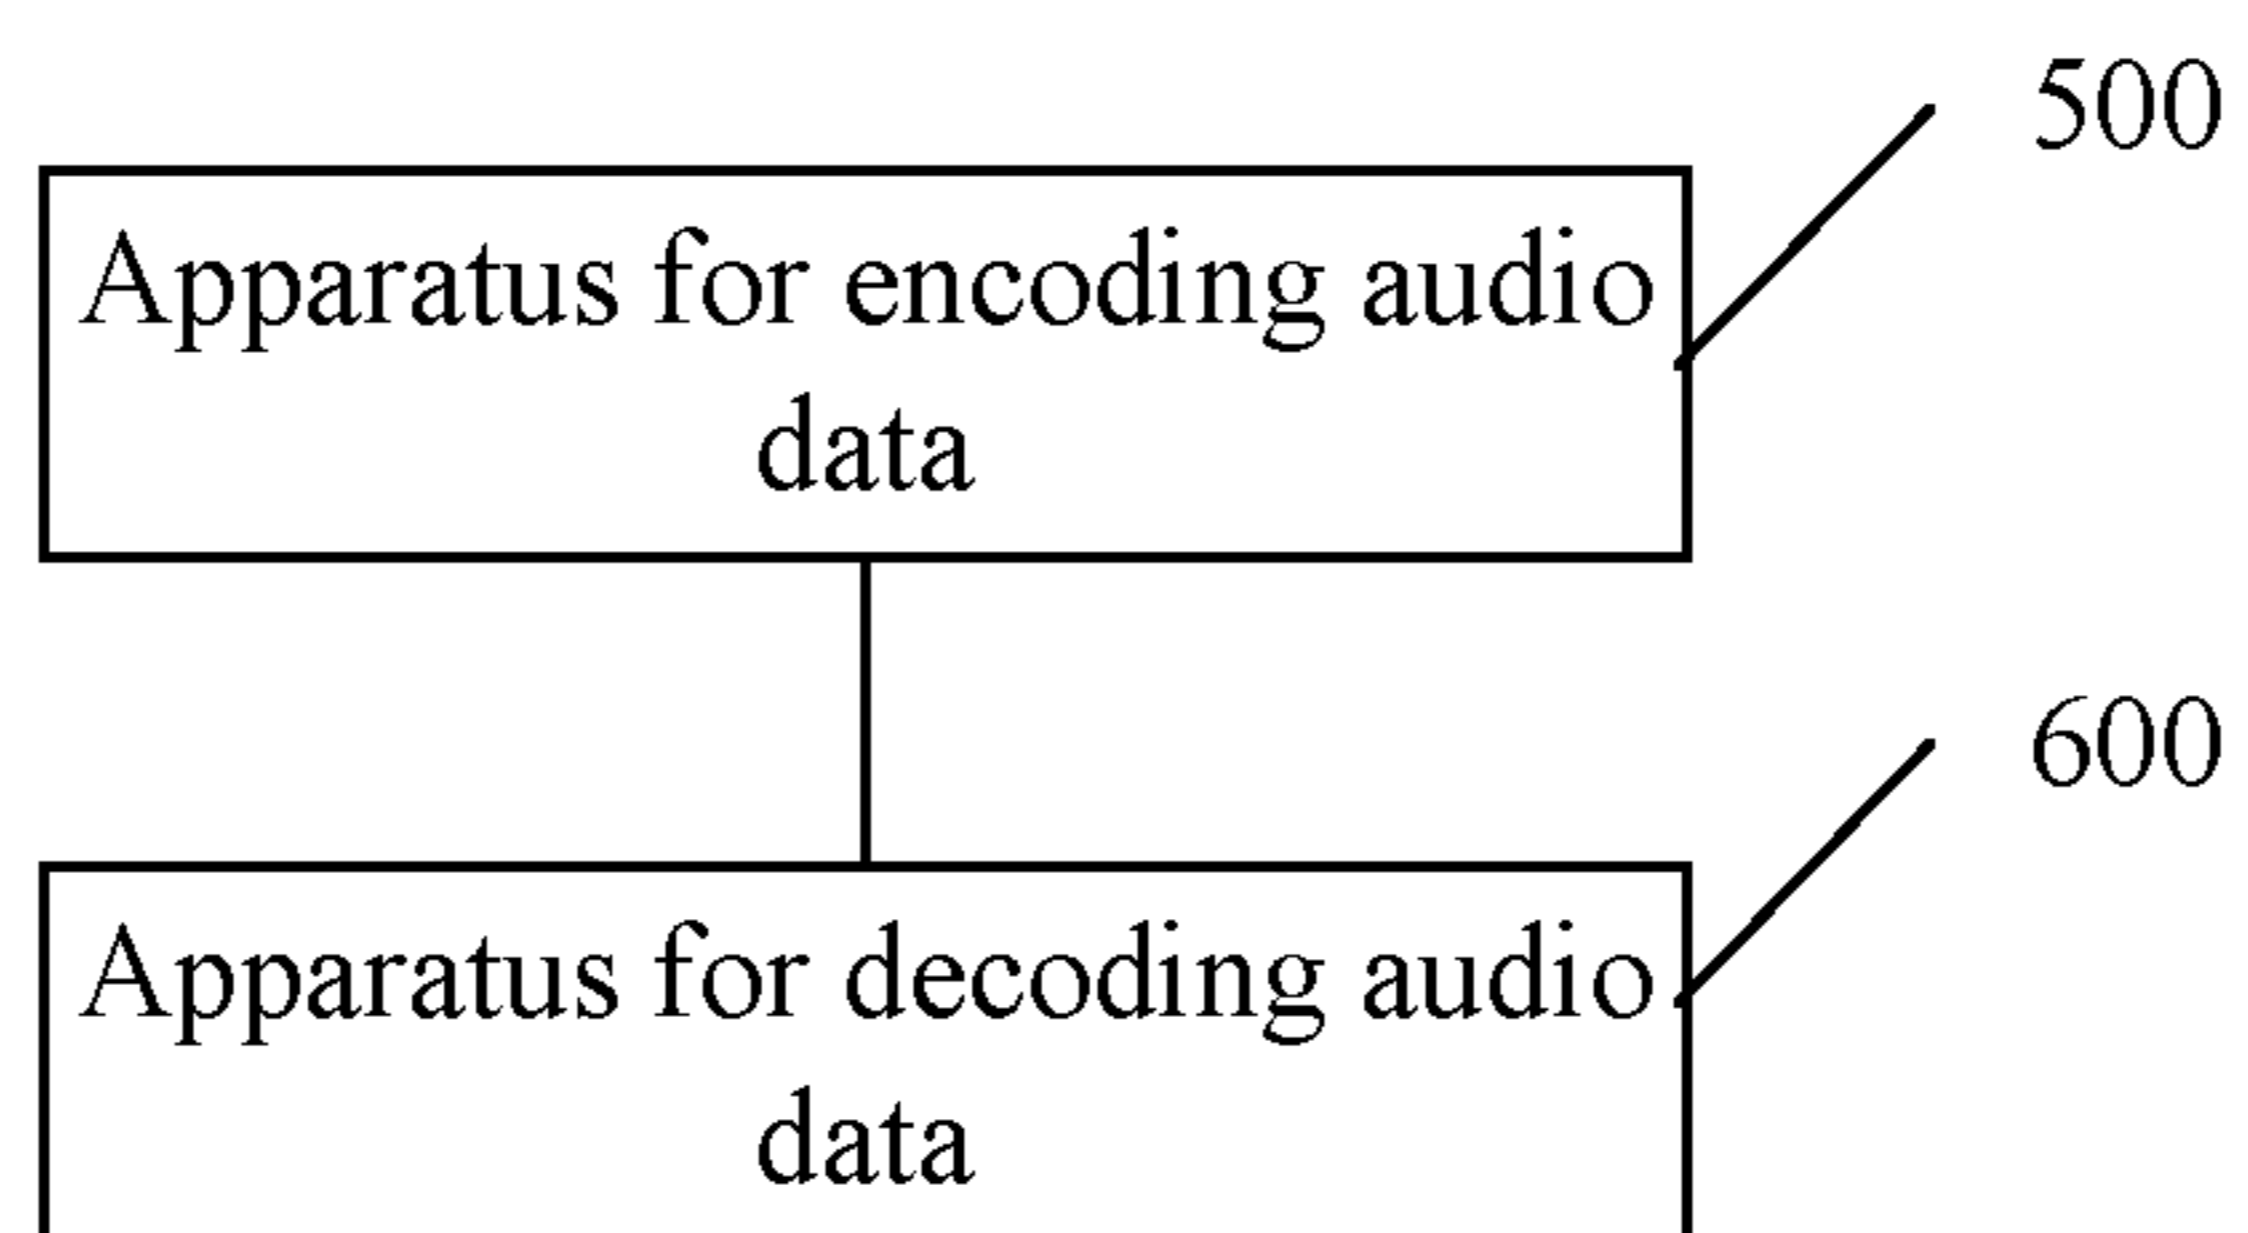 500
Apparatus for encoding audio
data
600
Apparatus for decoding audio
data